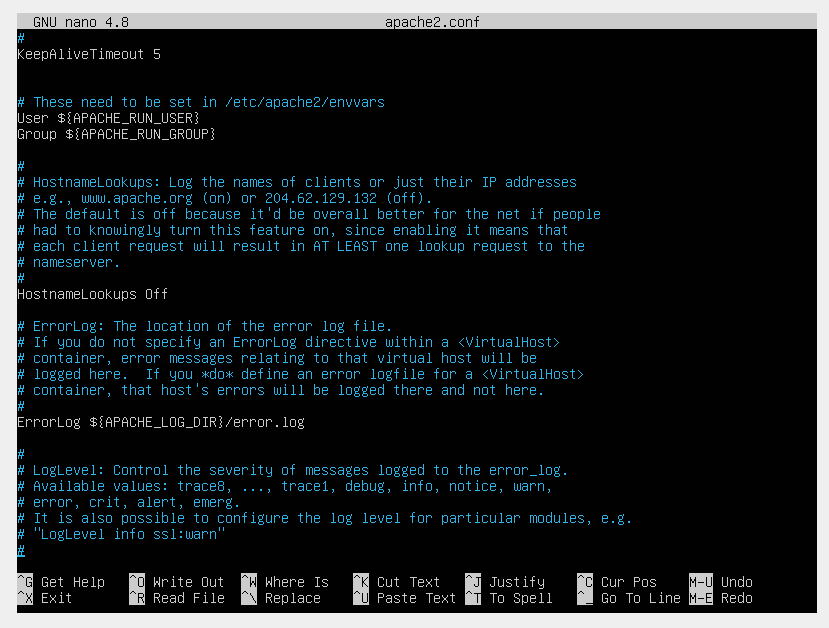 GNU nano 4.8 apache2.conf
#
KeepAliveTimeout 5
# These need to be set in /etc/apache2/envvars
User ${APACHE_RUN_USER}
Group ${APACHE_RUN_GROUP}
#
# HostnameLookups: Log the names of clients or just their IP addresses
# e.g., www.apache.org (on) or 204.62.129.132 (off).
# The default is off because it'd be overall better for the net if people
# had to knowingly turn this feature on, since enabling it means that
# each client request will result in AT LEAST one lookup request to the
# nameserver.
#
HostnameLookups Off
# ErrorLog: The location of the error log file.
# If you do not specify an ErrorLog directive within a <VirtualHost>
# container, error messages relating to that virtual host will be
# logged here.  If you *do* define an error logfile for a <VirtualHost>
# container, that host's errors will be logged there and not here.
#
ErrorLog ${APACHE_LOG_DIR}/error.log
#
# LogLevel: Control the severity of messages logged to the error_log.
# Available values: trace8, ..., trace1, debug, info, notice, warn,
# error, crit, alert, emerg.
# It is also possible to configure the log level for particular modules, e.g.
# "LogLevel info ssl:warn"
#
^G Get Help ^O Write Out ^W Where Is ^K Cut Text ^J Justify ^C Cur Pos M-U Undo
^X Exit ^R Read File ^\ Replace ^U Paste Text ^T To Spell ^_ Go To Line M-E Redo